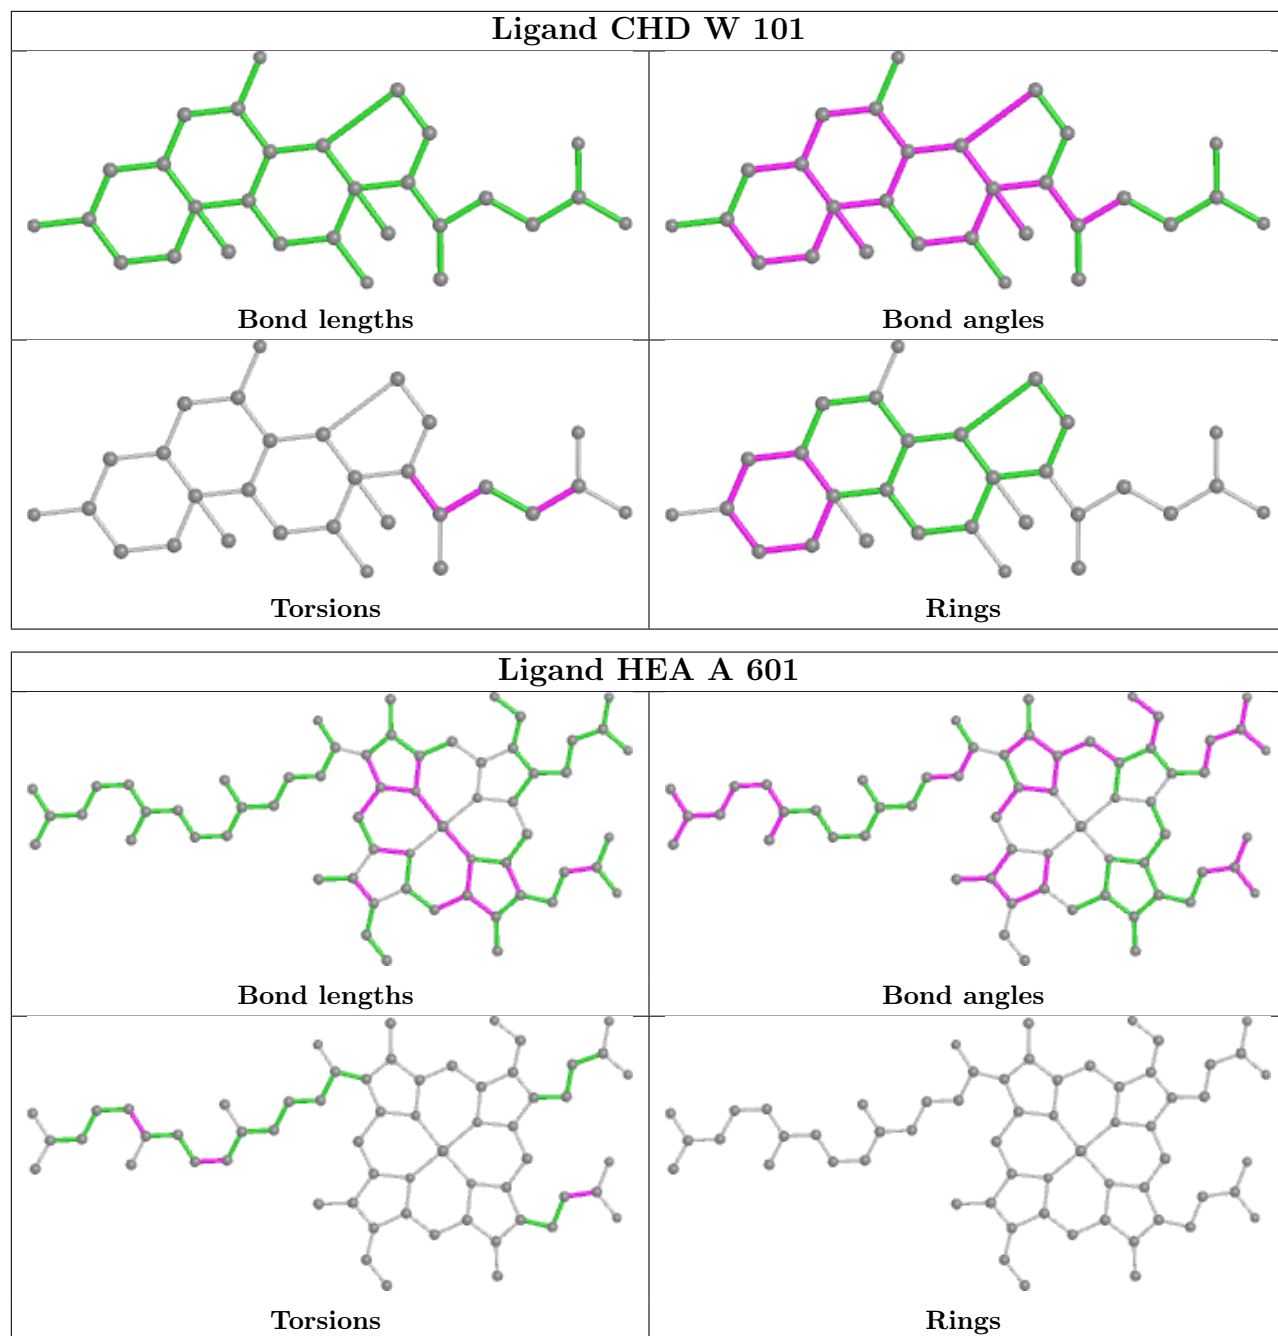 Ligand CHD W 101
Bond lengths
Bond angles
Torsions
Rings
Ligand HEA A 601
Bond lengths
Bond angles
Torsions
Rings